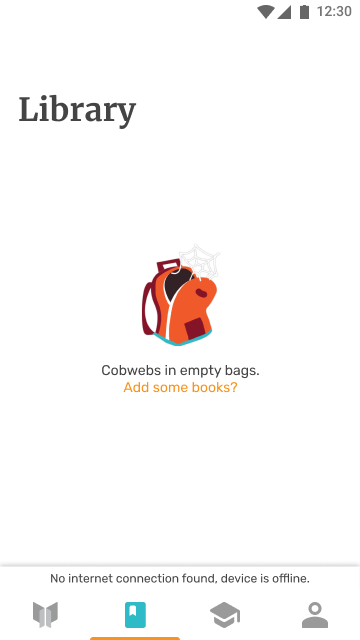 12:30
Library
Cobwebs in empty bags.
Add some books?
No internet connection found, device is offline.